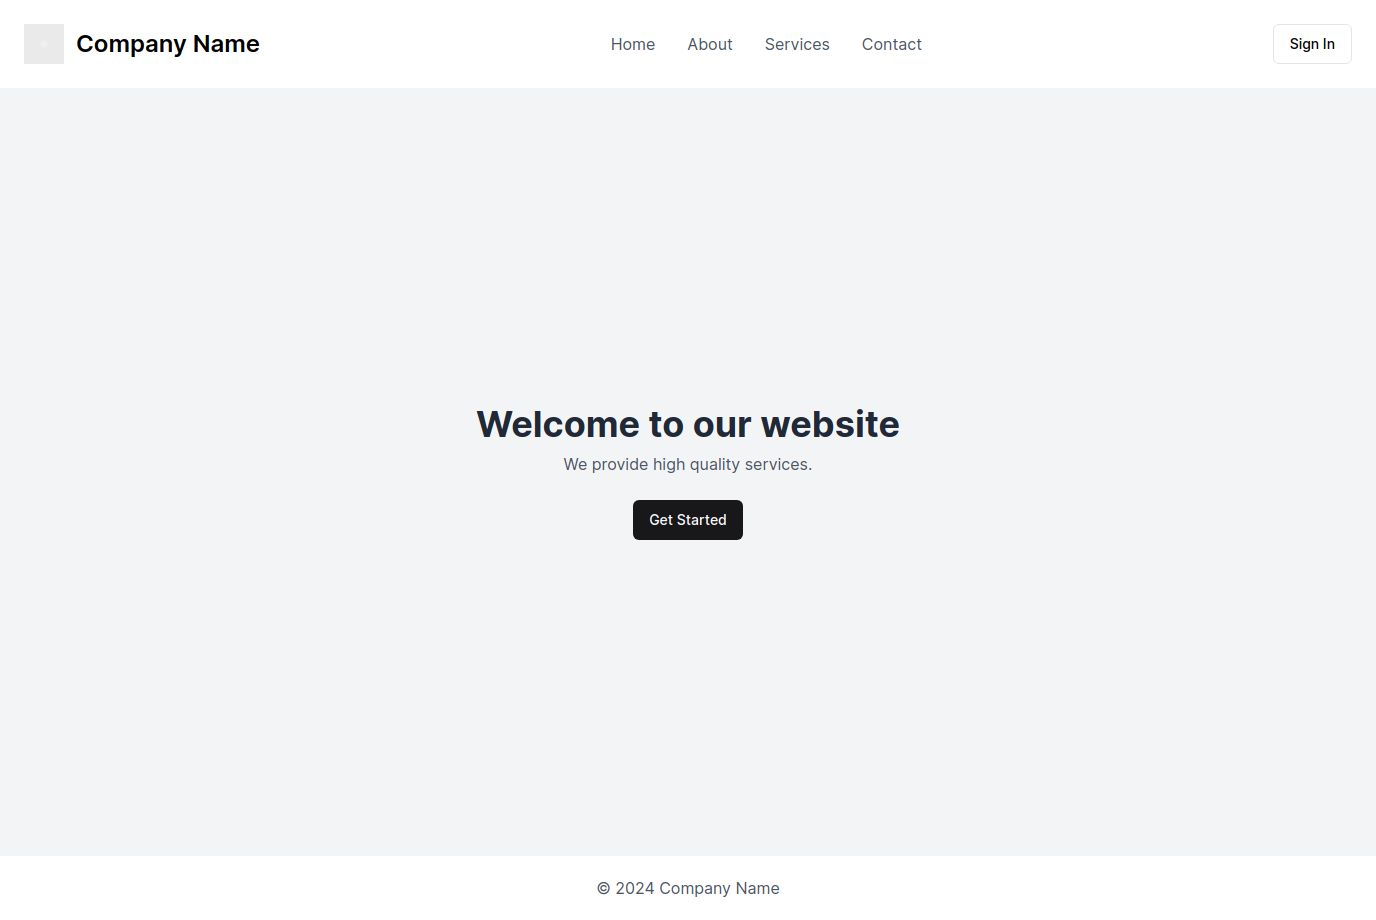 Company Name
Home About Services Contact
Sign In
Welcome to our website
We provide high quality services.
Get Started
© 2024 Company Name